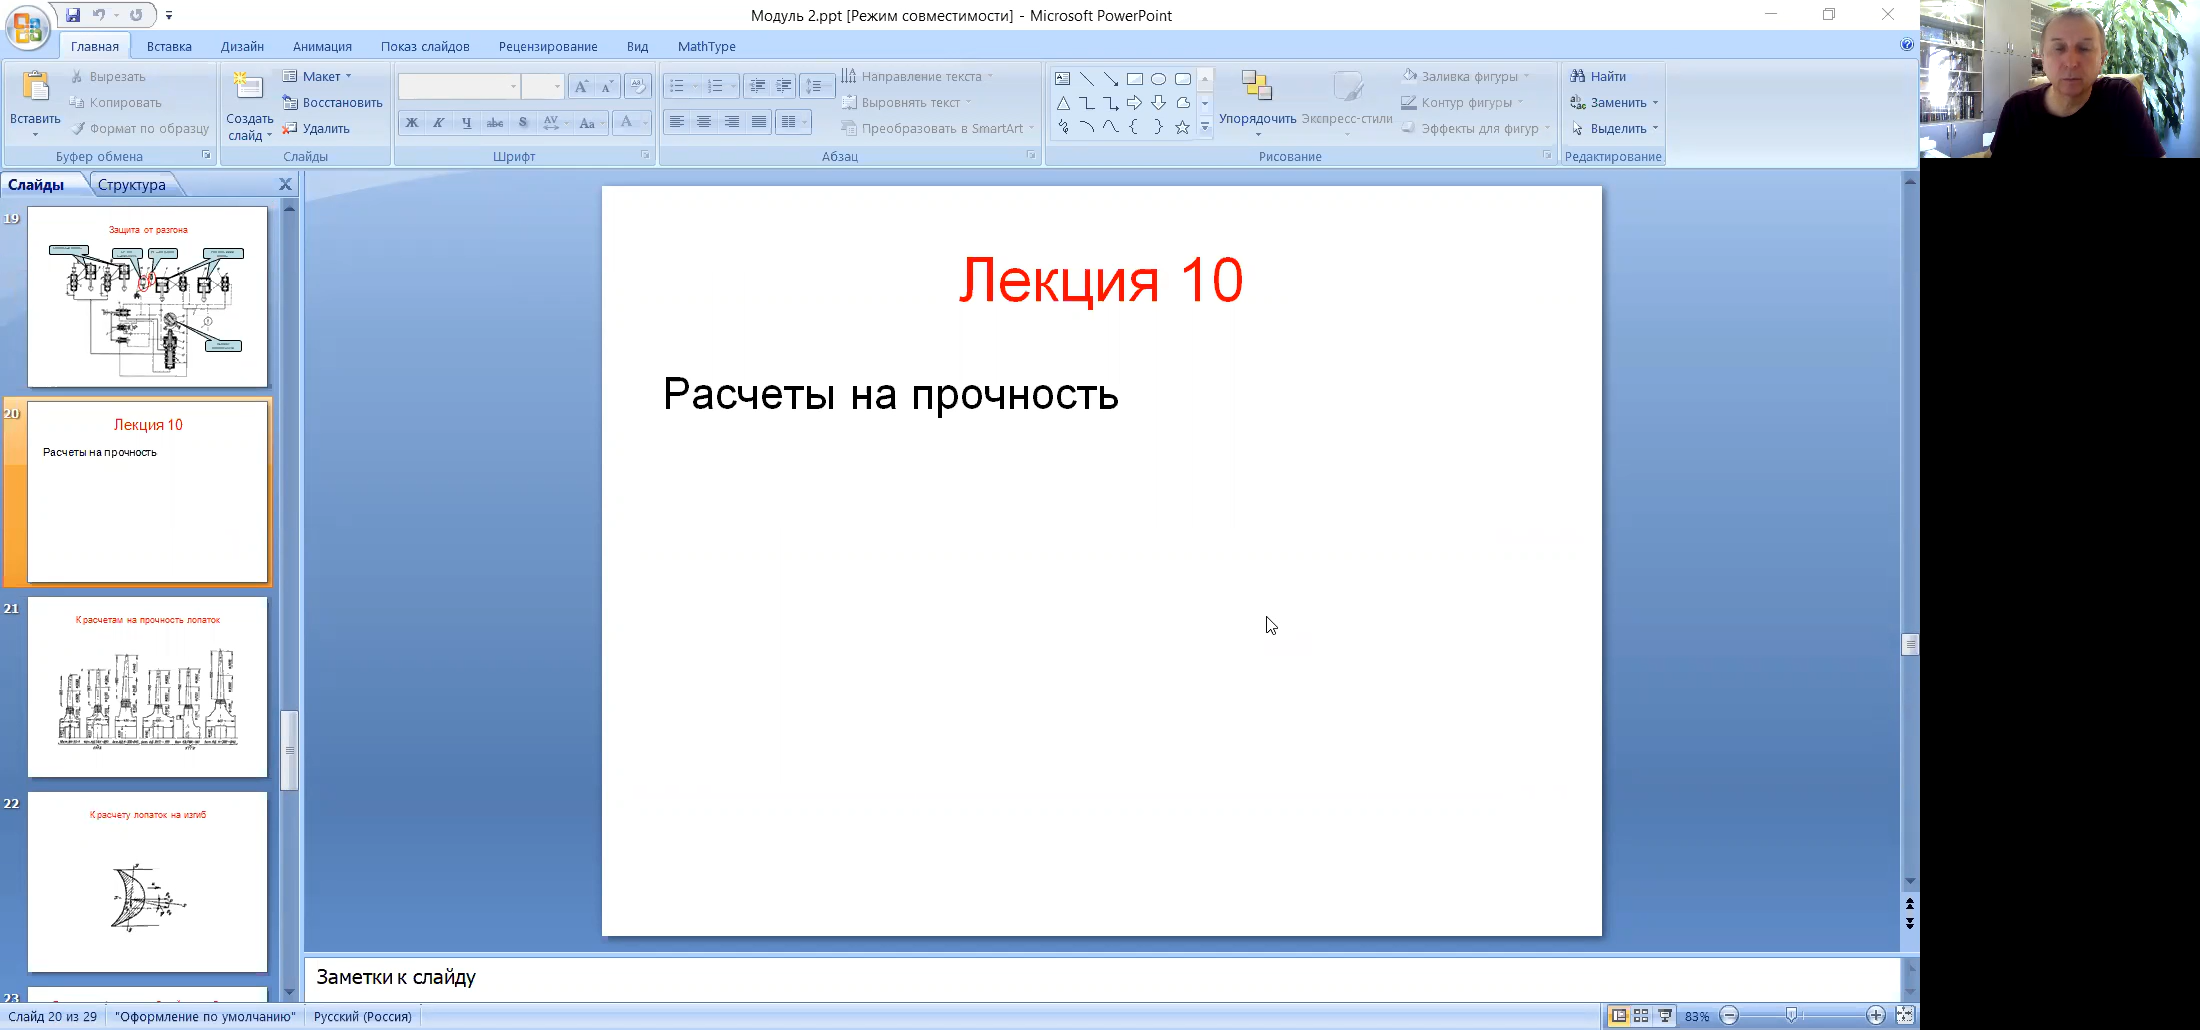 Модуль 2.ppt [Режим совместимости] - Microsoft PowerPoint
Главная Вставка Дизайн Анимация Показ слайдов Рецензирование Вид MathType
Вставить
Вырезать
Копировать
Формат по образцу
Буфер обмена
Создать слайд
Макет
Восстановить
Удалить
Слайды
Ж К Ч abc S AV Aa A
Шрифт
Направление текста
Выровнять текст
Преобразовать в SmartArt
Абзац
Упорядочить
Экспресс-стили
Заливка фигуры
Контур фигуры
Эффекты для фигур
Рисование
Найти
Заменить
Выделить
Редактирование
Слайды Структура
19
Защита от разгона
20
Лекция 10
Расчеты на прочность
21
К расчетам на прочность лопаток
22
К расчету лопаток на изгиб
23
Лекция 10
Расчеты на прочность
Заметки к слайду
Слайд 20 из 29 "Оформление по умолчанию" Русский (Россия) 83%